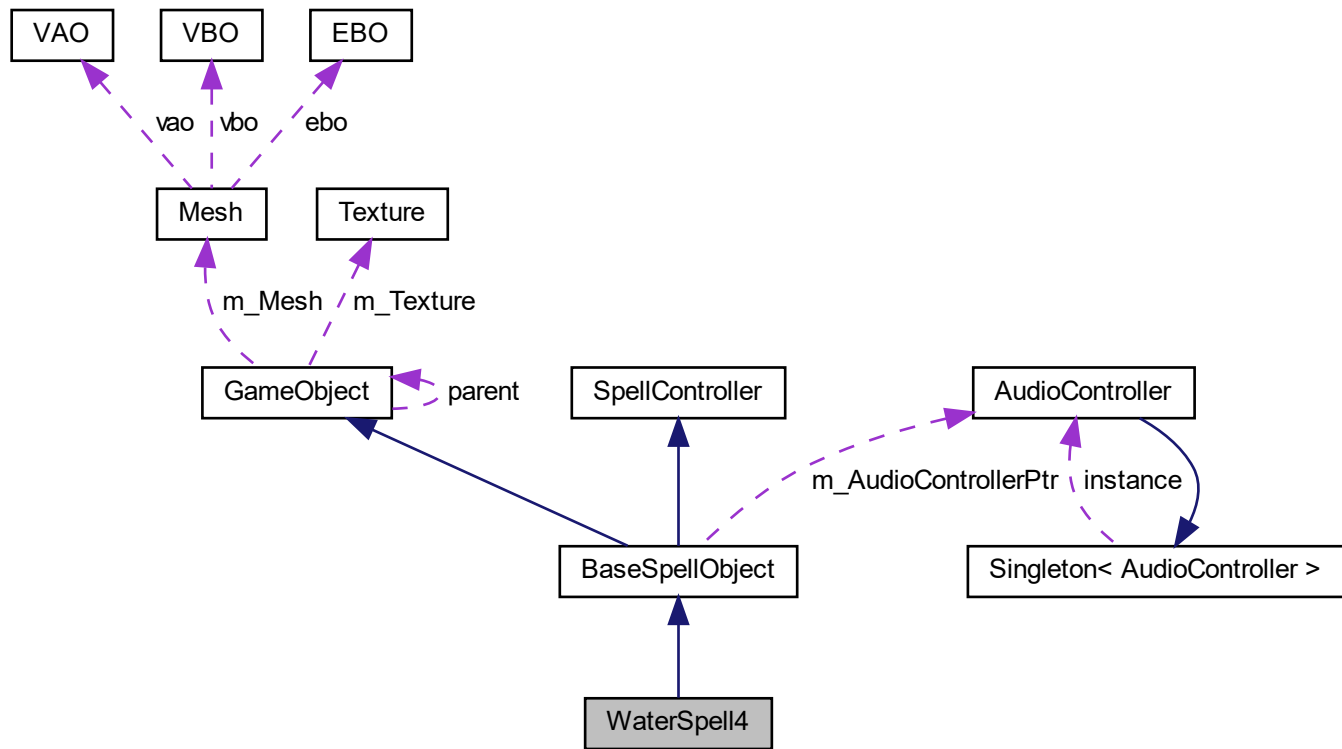 VAO
VBO
EBO
vao
vbo
ebo
Mesh
Texture
m_Mesh
m_Texture
GameObject
parent
SpellController
AudioController
m_AudioControllerPtr
instance
BaseSpellObject
Singleton< AudioController >
WaterSpell4